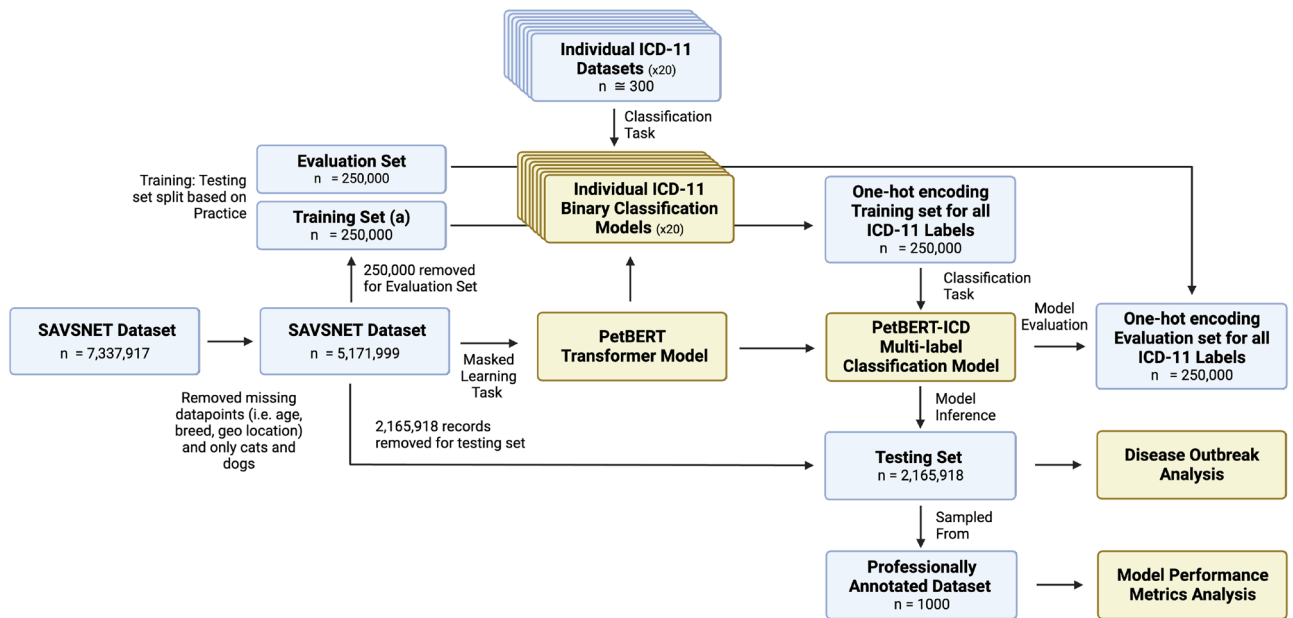 Individual ICD-11
Datasets (x20)
n ≅ 300
Classification
Task
Evaluation Set
n = 250,000
Training: Testing
set split based on
Practice
Training Set (a)
n = 250,000
Individual ICD-11
Binary Classification
Models (x20)
One-hot encoding
Training set for all
ICD-11 Labels
n = 250,000
250,000 removed
for Evaluation Set
Classification
Task
SAVSNET Dataset
n = 7,337,917
SAVSNET Dataset
n = 5,171,999
Masked
Learning
Task
PetBERT
Transformer Model
PetBERT-ICD
Multi-label
Classification Model
Model
Evaluation
One-hot encoding
Evaluation set for all
ICD-11 Labels
n = 250,000
Removed missing
datapoints (i.e. age,
breed, geo location)
and only cats and
dogs
2,165,918 records
removed for testing set
Model
Inference
Testing Set
n = 2,165,918
Disease Outbreak
Analysis
Sampled
From
Professionally
Annotated Dataset
n = 1000
Model Performance
Metrics Analysis